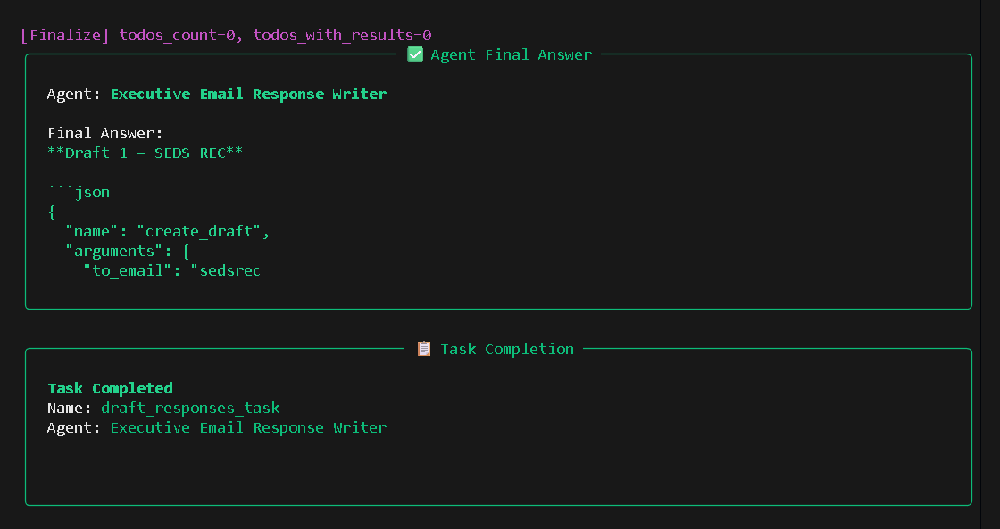 [Finalize] todos_count=0, todos_with_results=0
✅ Agent Final Answer
Agent: Executive Email Response Writer
Final Answer:
**Draft 1 – SEDS REC**
```json
{
  "name": "create_draft",
  "arguments": {
    "to_email": "sedsrec
📋 Task Completion
Task Completed
Name: draft_responses_task
Agent: Executive Email Response Writer